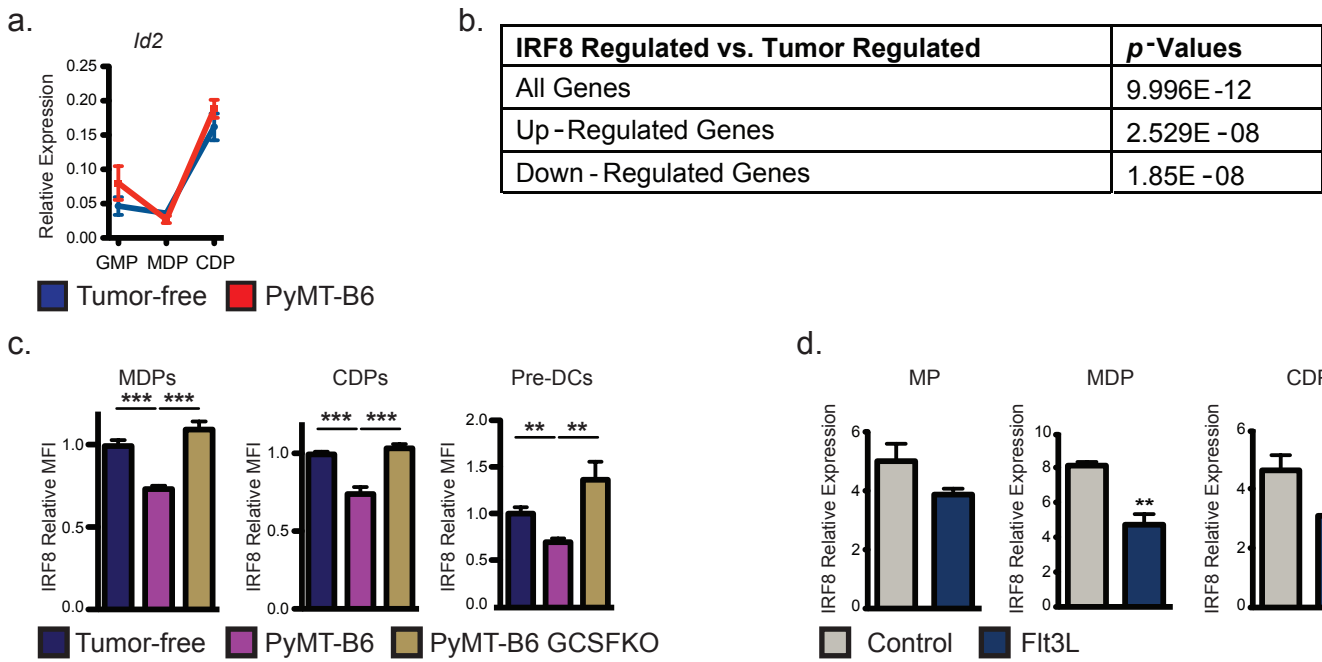 a.
Id2
Relative Expression
0.25
0.20
0.15
0.10
0.05
0.00
GMP MDP CDP
Tumor-free PyMT-B6
b.
IRF8 Regulated vs. Tumor Regulated p-Values
All Genes 9.996E-12
Up-Regulated Genes 2.529E-08
Down-Regulated Genes 1.85E-08
c.
MDPs
*** ***
IRF8 Relative MFI
1.0
0.5
0.0
CDPs
*** ***
IRF8 Relative MFI
1.0
0.5
0.0
Pre-DCs
** **
IRF8 Relative MFI
2.0
1.5
1.0
0.5
0.0
Tumor-free PyMT-B6 PyMT-B6 GCSFKO
d.
MP
IRF8 Relative Expression
6
4
2
0
MDP
IRF8 Relative Expression
10
8
6
4
2
0
**
CDP
IRF8 Relative Expression
6
4
2
0
Control Flt3L